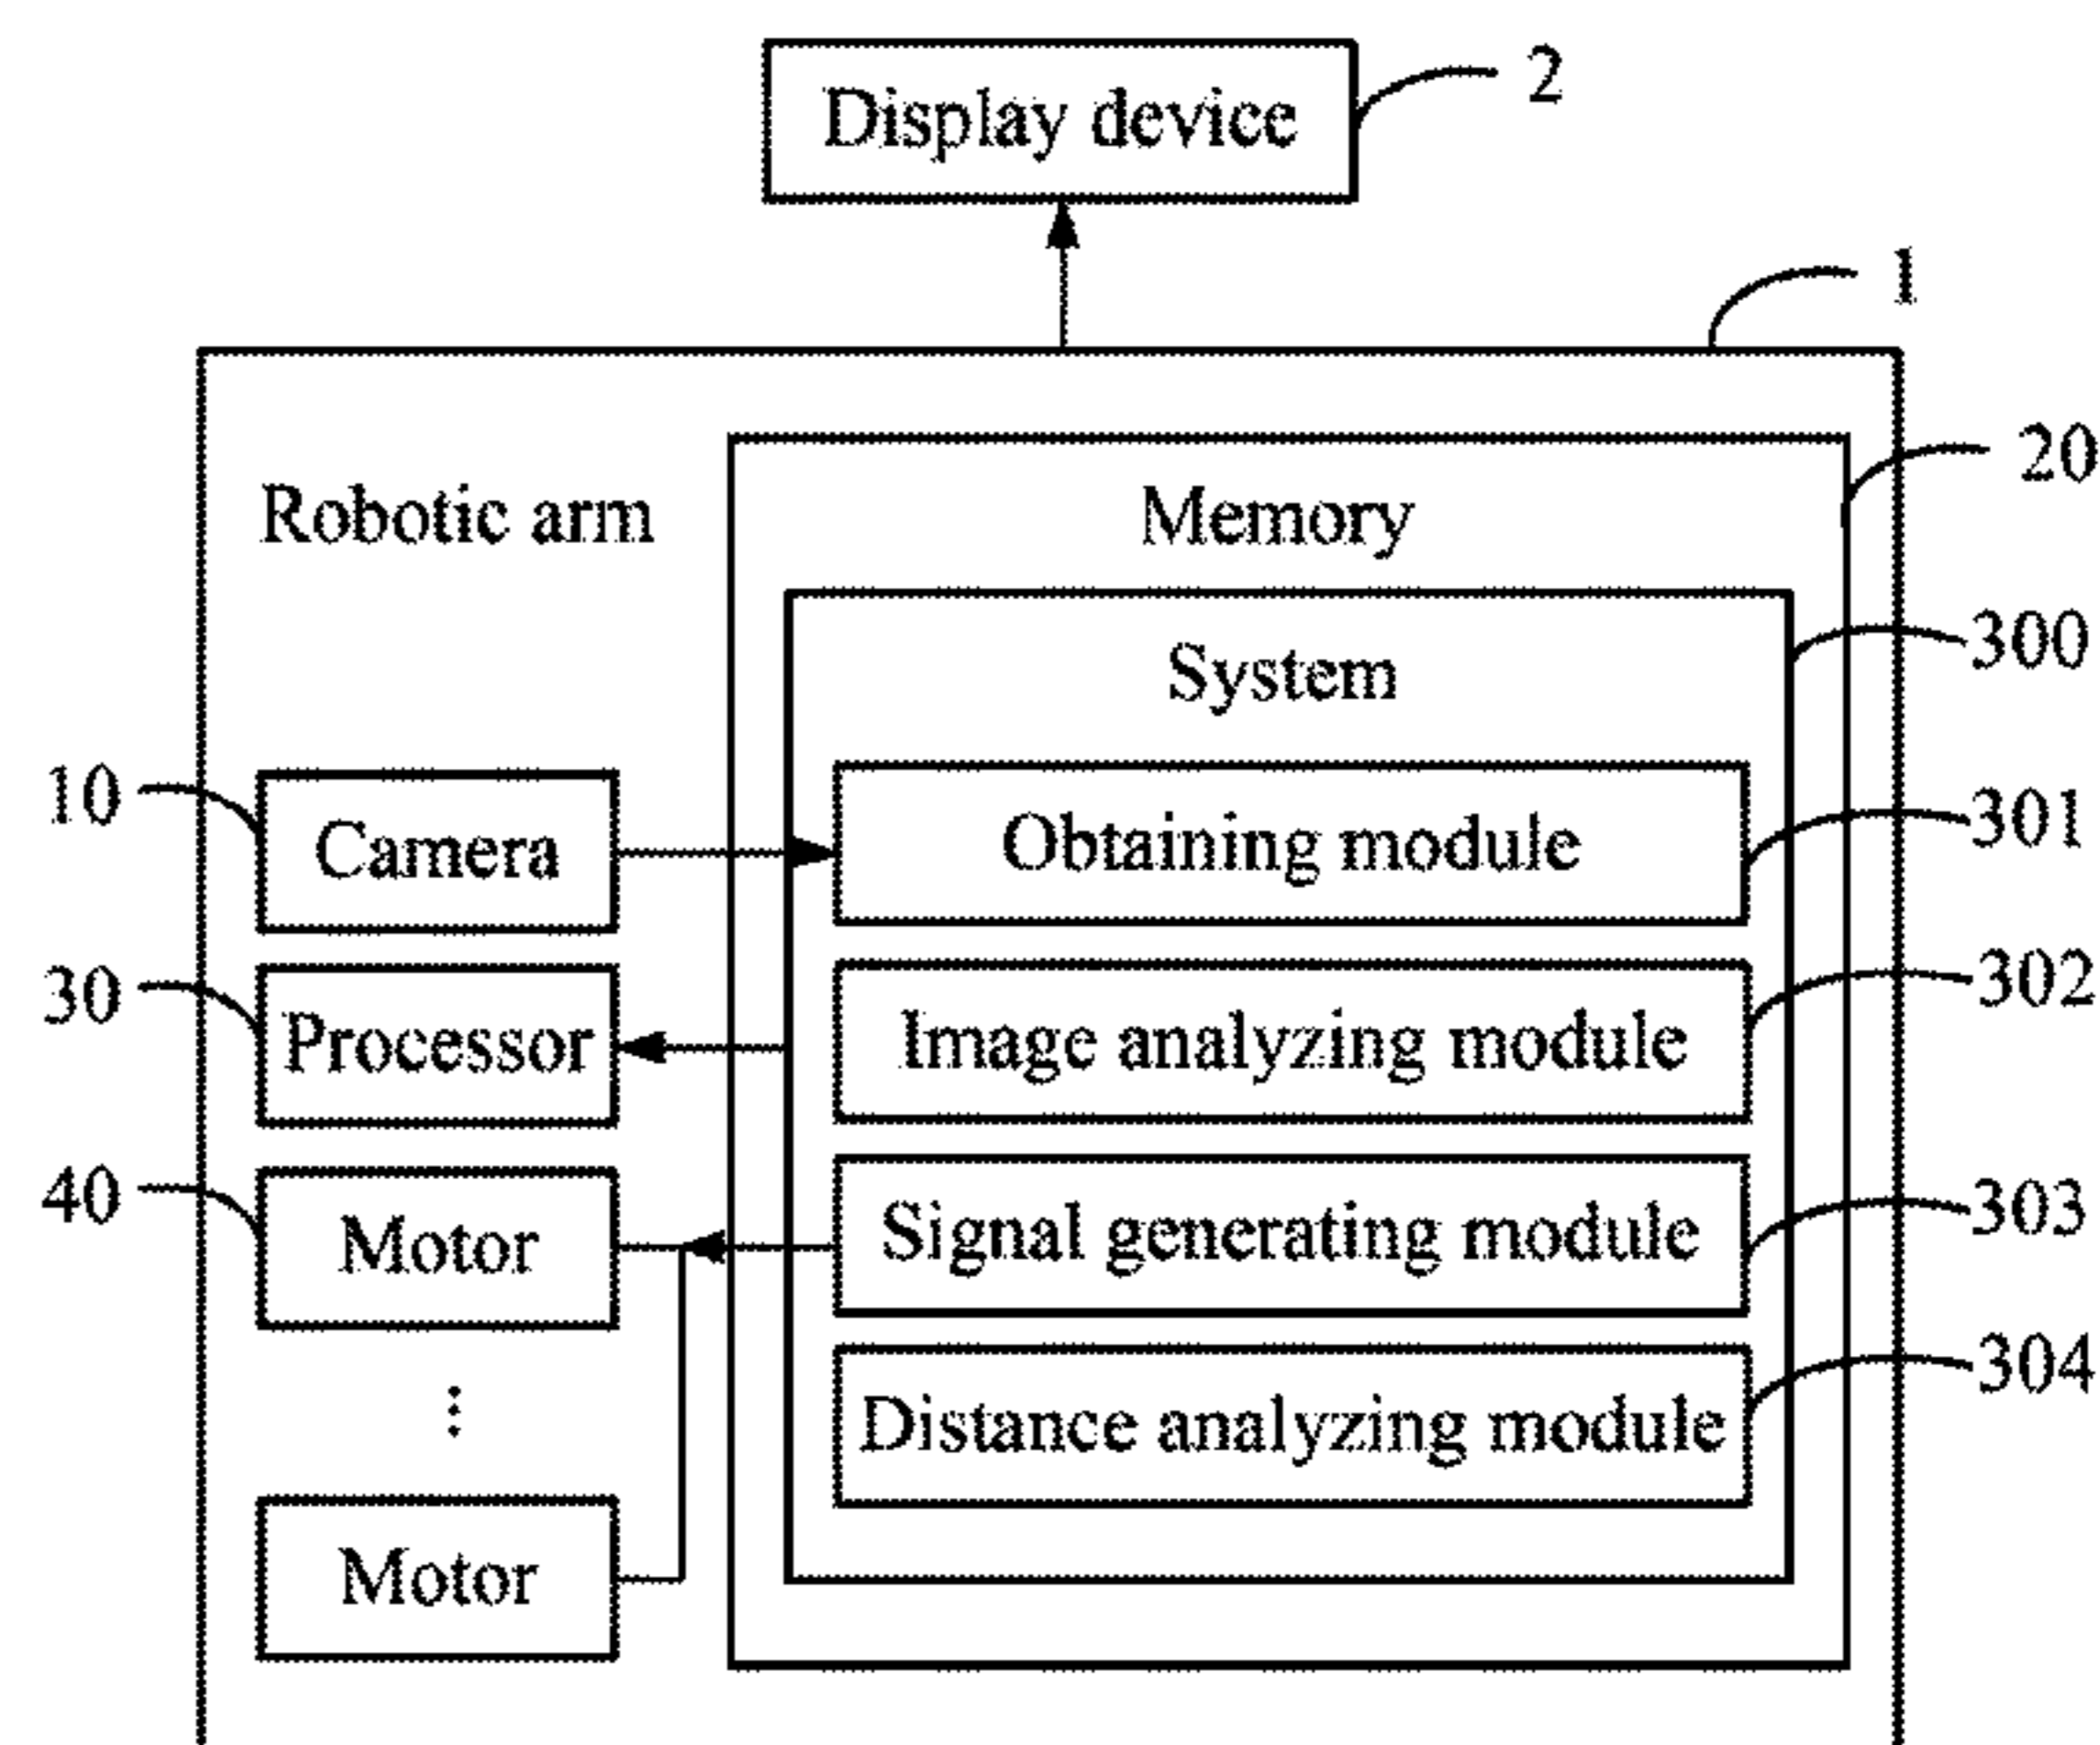 Display device
2
1
Robotic arm
Memory
20
System
300
10
Camera
Obtaining module
301
30
Processor
Image analyzing module
302
40
Motor
Signal generating module
303
⋮
Distance analyzing module
304
Motor